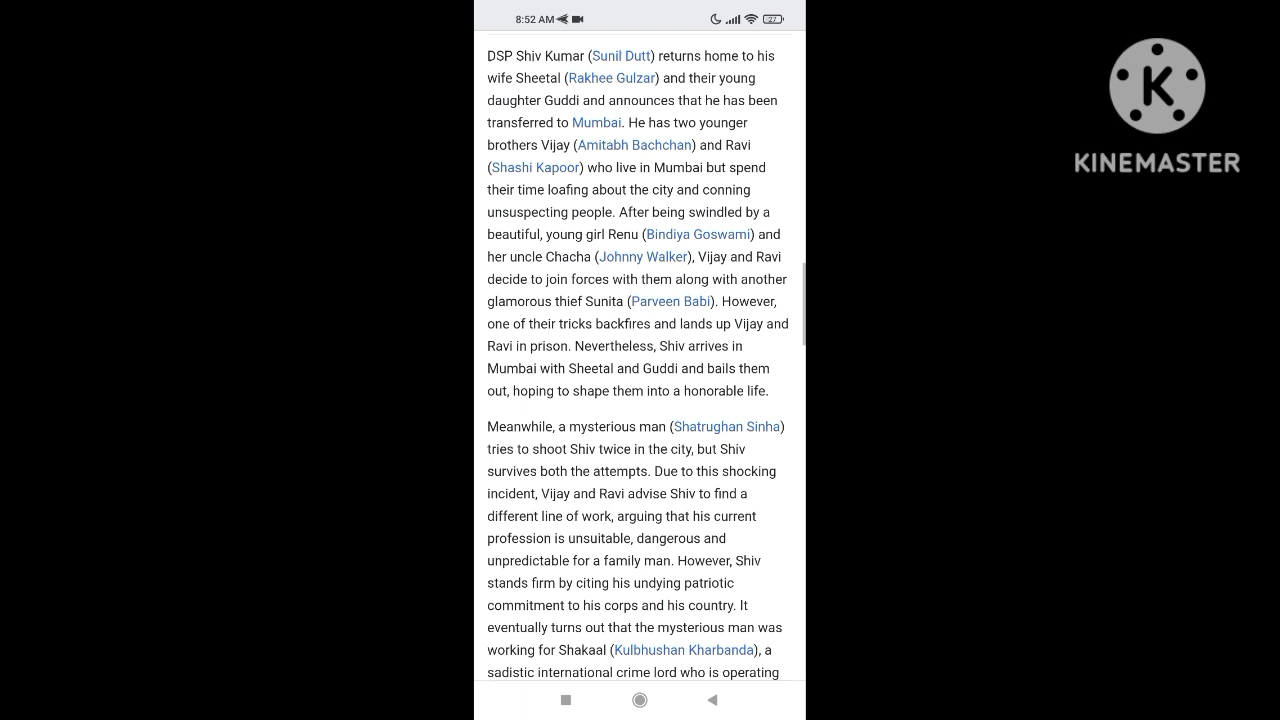 8:52 AM
27
DSP Shiv Kumar (Sunil Dutt) returns home to his
wife Sheetal (Rakhee Gulzar) and their young
daughter Guddi and announces that he has been
transferred to Mumbai. He has two younger
brothers Vijay (Amitabh Bachchan) and Ravi
(Shashi Kapoor) who live in Mumbai but spend
their time loafing about the city and conning
unsuspecting people. After being swindled by a
beautiful, young girl Renu (Bindiya Goswami) and
her uncle Chacha (Johnny Walker), Vijay and Ravi
decide to join forces with them along with another
glamorous thief Sunita (Parveen Babi). However,
one of their tricks backfires and lands up Vijay and
Ravi in prison. Nevertheless, Shiv arrives in
Mumbai with Sheetal and Guddi and bails them
out, hoping to shape them into a honorable life.
Meanwhile, a mysterious man (Shatrughan Sinha)
tries to shoot Shiv twice in the city, but Shiv
survives both the attempts. Due to this shocking
incident, Vijay and Ravi advise Shiv to find a
different line of work, arguing that his current
profession is unsuitable, dangerous and
unpredictable for a family man. However, Shiv
stands firm by citing his undying patriotic
commitment to his corps and his country. It
eventually turns out that the mysterious man was
working for Shakaal (Kulbhushan Kharbanda), a
sadistic international crime lord who is operating
K
KINEMASTER